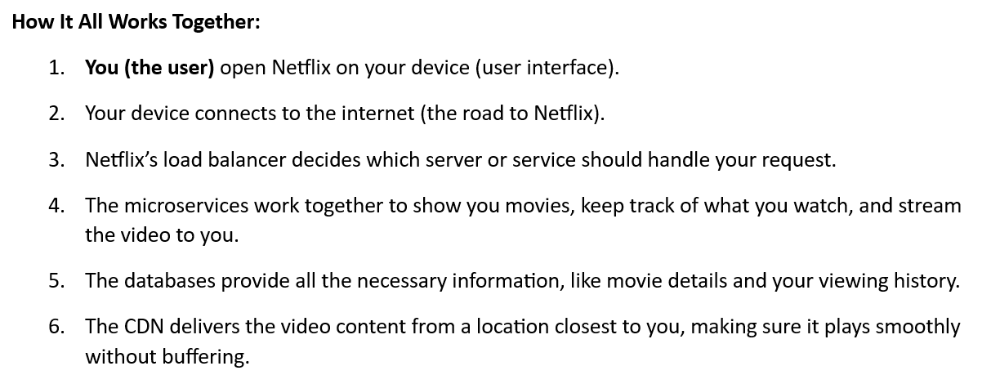 How It All Works Together:
1. You (the user) open Netflix on your device (user interface).
2. Your device connects to the internet (the road to Netflix).
3. Netflix’s load balancer decides which server or service should handle your request.
4. The microservices work together to show you movies, keep track of what you watch, and stream
the video to you.
5. The databases provide all the necessary information, like movie details and your viewing history.
6. The CDN delivers the video content from a location closest to you, making sure it plays smoothly
without buffering.